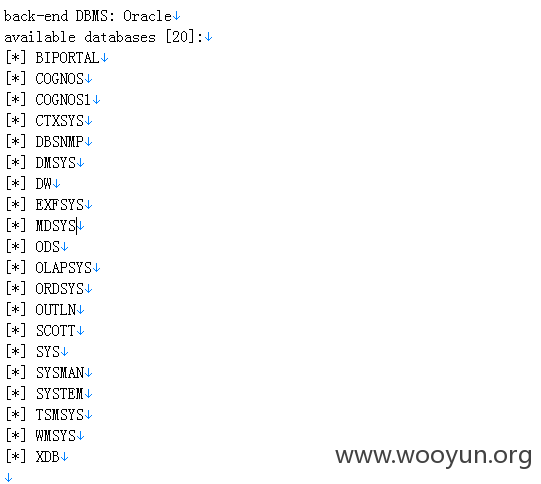 back-end DBMS: Oracle↓
available databases [20]:↓
[*] BIPORTAL↓
[*] COGNOS↓
[*] COGNOS1↓
[*] CTXSYS↓
[*] DBSNMP↓
[*] DMSYS↓
[*] DW↓
[*] EXFSYS↓
[*] MDSYS↓
[*] ODS↓
[*] OLAPSYS↓
[*] ORDSYS↓
[*] OUTLN↓
[*] SCOTT↓
[*] SYS↓
[*] SYSMAN↓
[*] SYSTEM↓
[*] TSMSYS↓
[*] WMSYS↓
[*] XDB↓
↓
www.wooyun.org